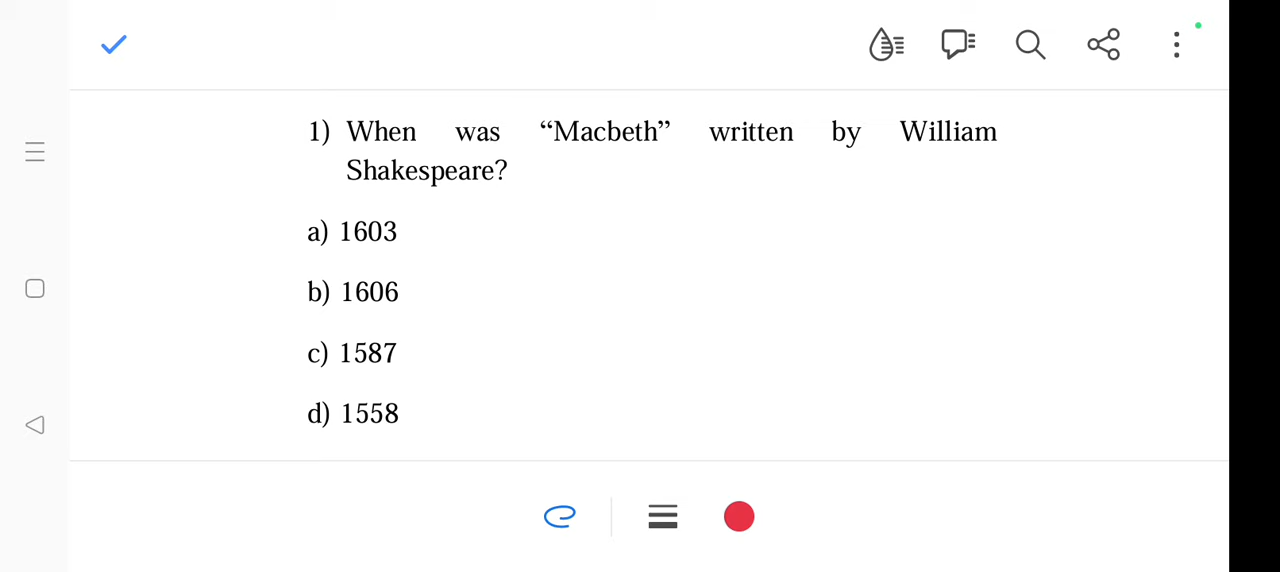 1) When was “Macbeth” written by William
Shakespeare?
a) 1603
b) 1606
c) 1587
d) 1558